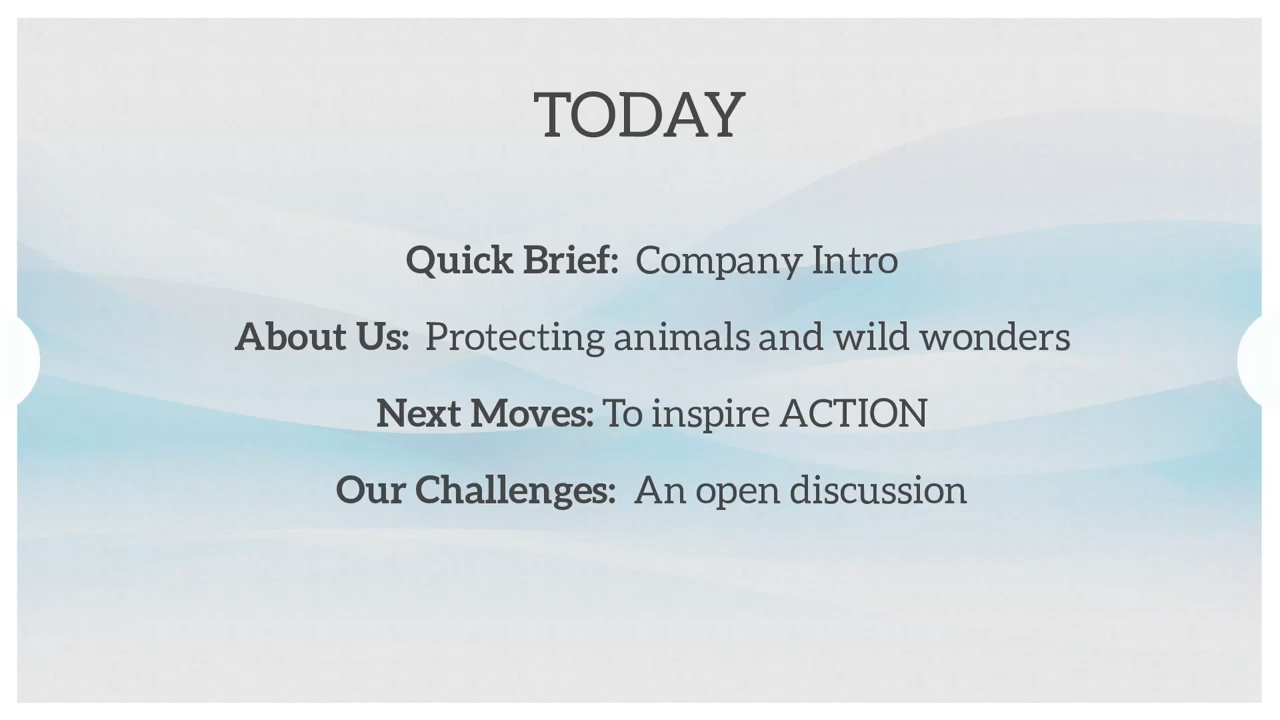 TODAY
Quick Brief: Company Intro
About Us: Protecting animals and wild wonders
Next Moves: To inspire ACTION
Our Challenges: An open discussion